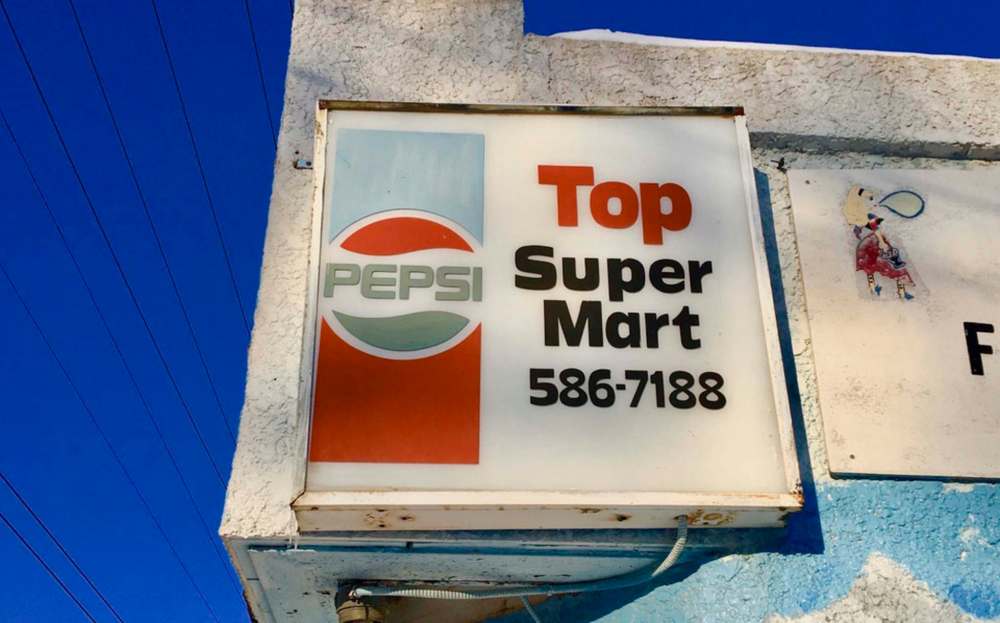 PEPSI
Top
Super
Mart
586-7188
F